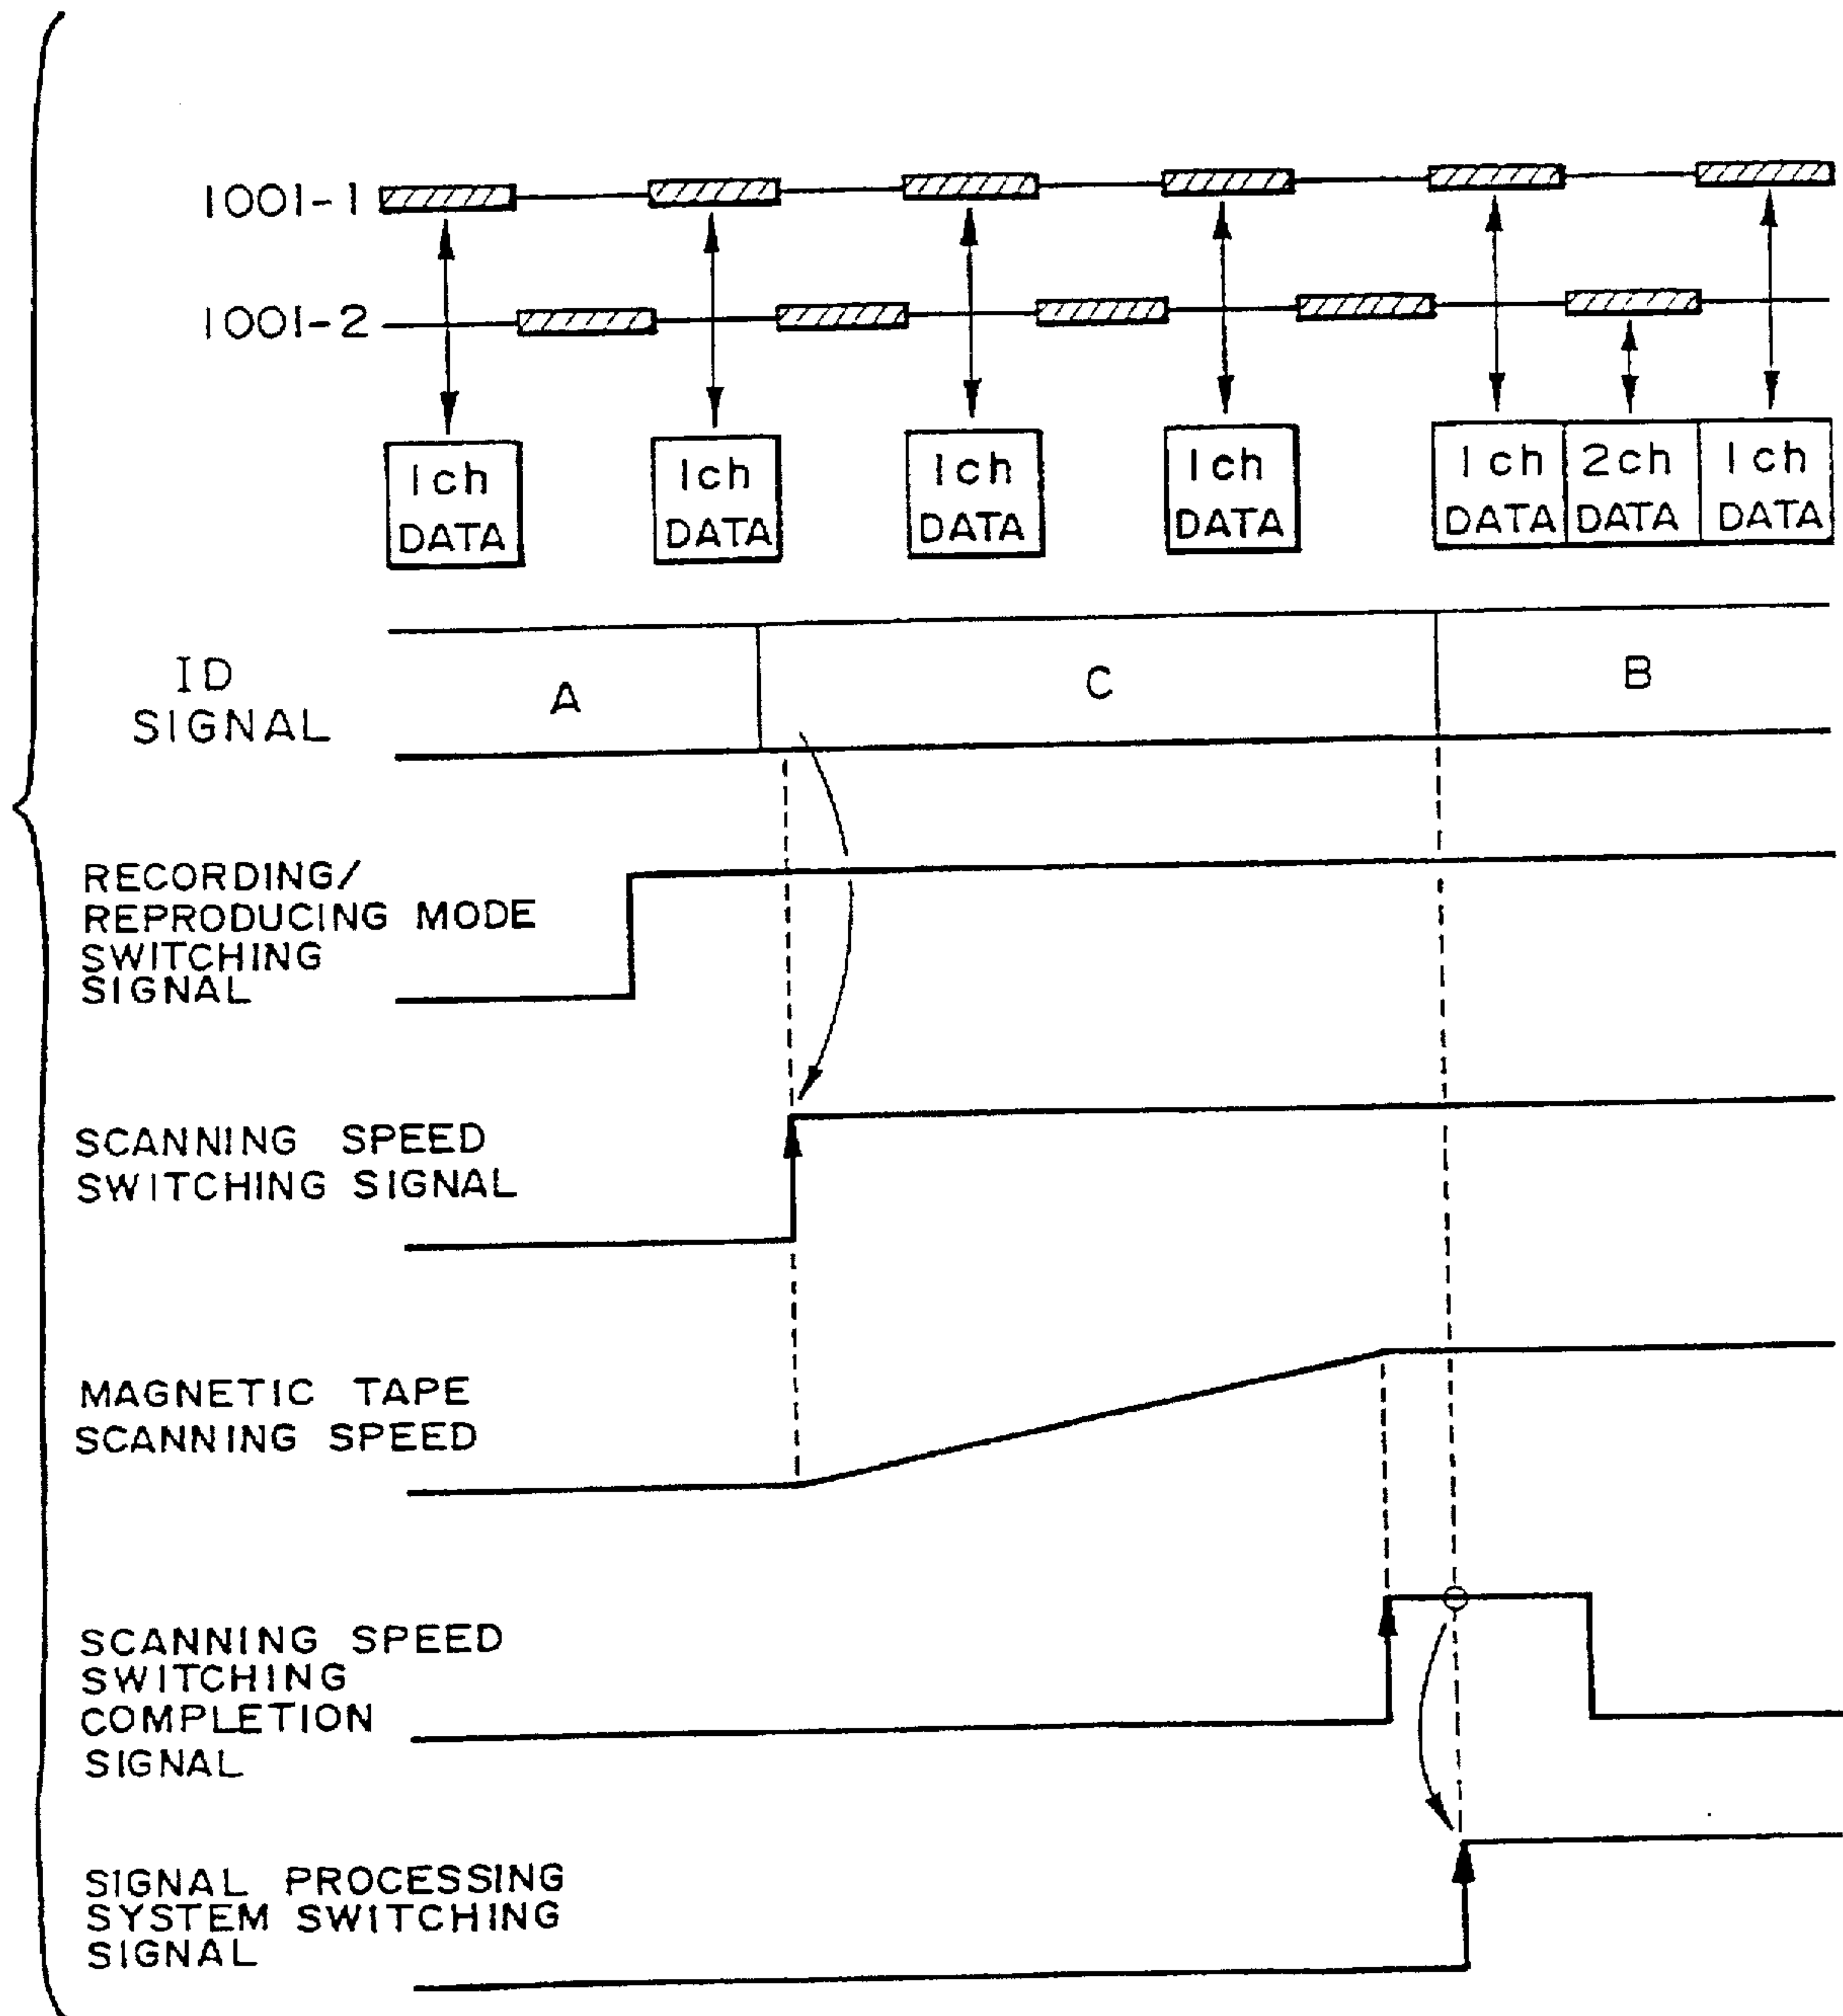 1001-1
1001-2
1ch DATA
1ch DATA
1ch DATA
1ch DATA
1ch DATA
2ch DATA
1ch DATA
ID
SIGNAL
A
C
B
RECORDING/
REPRODUCING MODE
SWITCHING
SIGNAL
SCANNING SPEED
SWITCHING SIGNAL
MAGNETIC TAPE
SCANNING SPEED
SCANNING SPEED
SWITCHING
COMPLETION
SIGNAL
SIGNAL PROCESSING
SYSTEM SWITCHING
SIGNAL